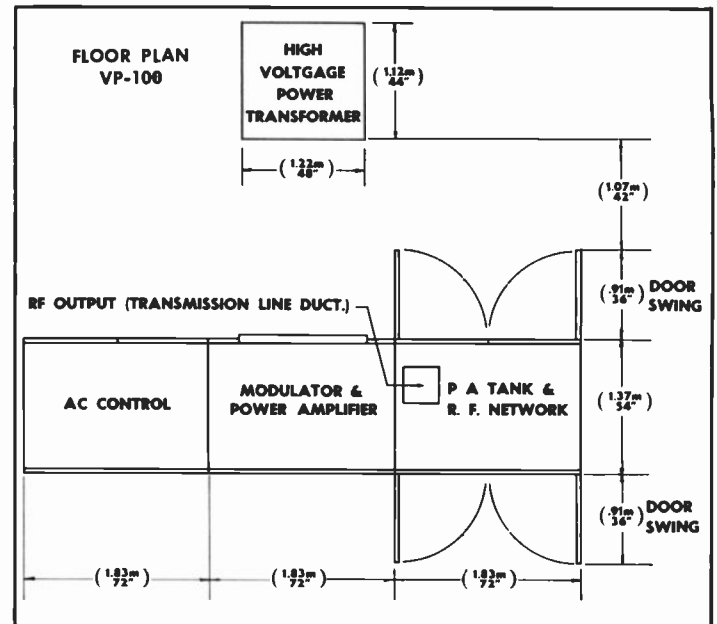 FLOOR PLAN
VP-100
HIGH
VOLTGAGE
POWER
TRANSFORMER
(1.12m
44")
(1.22m
48")
(1.07m
42")
(.91m
36")
DOOR
SWING
RF OUTPUT (TRANSMISSION LINE DUCT.)
AC CONTROL
MODULATOR &
POWER AMPLIFIER
P A TANK &
R. F. NETWORK
(1.37m
54")
(.91m
36")
DOOR
SWING
(1.83m
72")
(1.83m
72")
(1.83m
72")